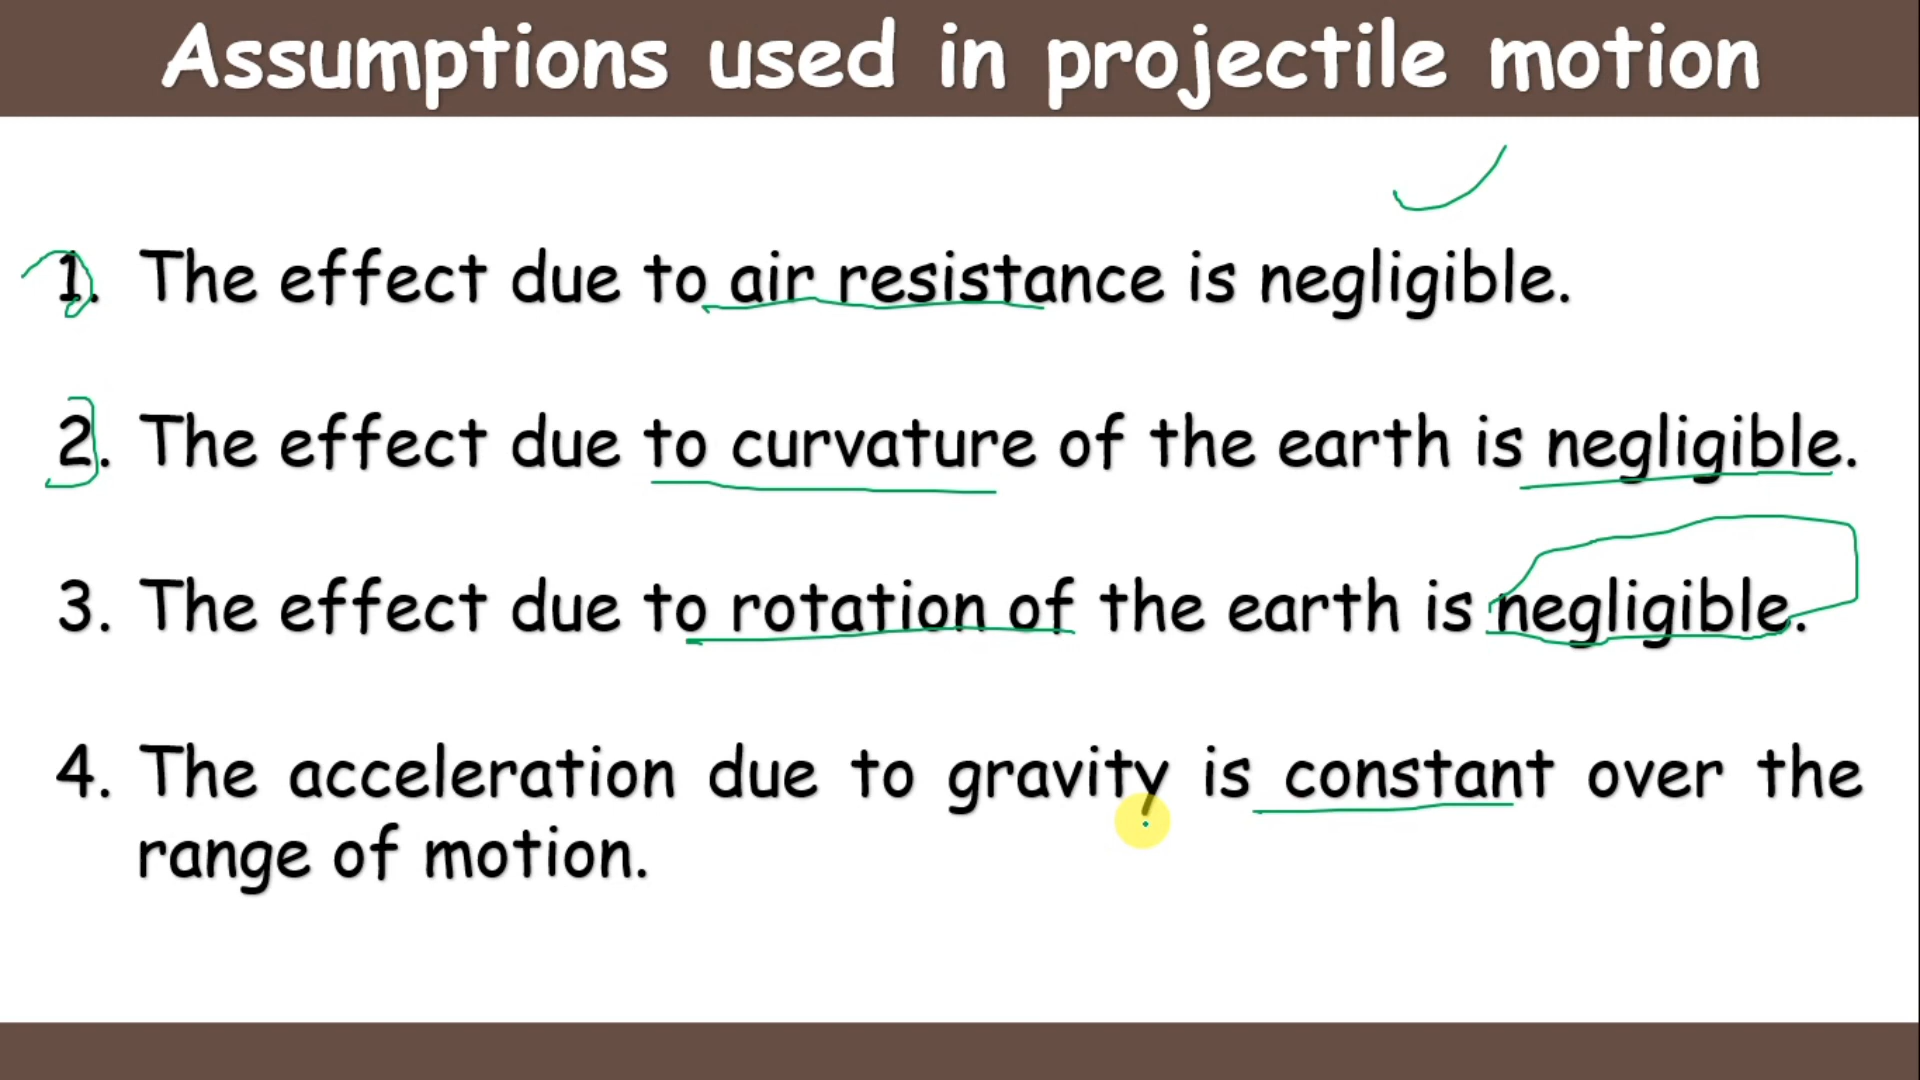 Assumptions used in projectile motion
1. The effect due to air resistance is negligible.
2. The effect due to curvature of the earth is negligible.
3. The effect due to rotation of the earth is negligible.
4. The acceleration due to gravity is constant over the
range of motion.